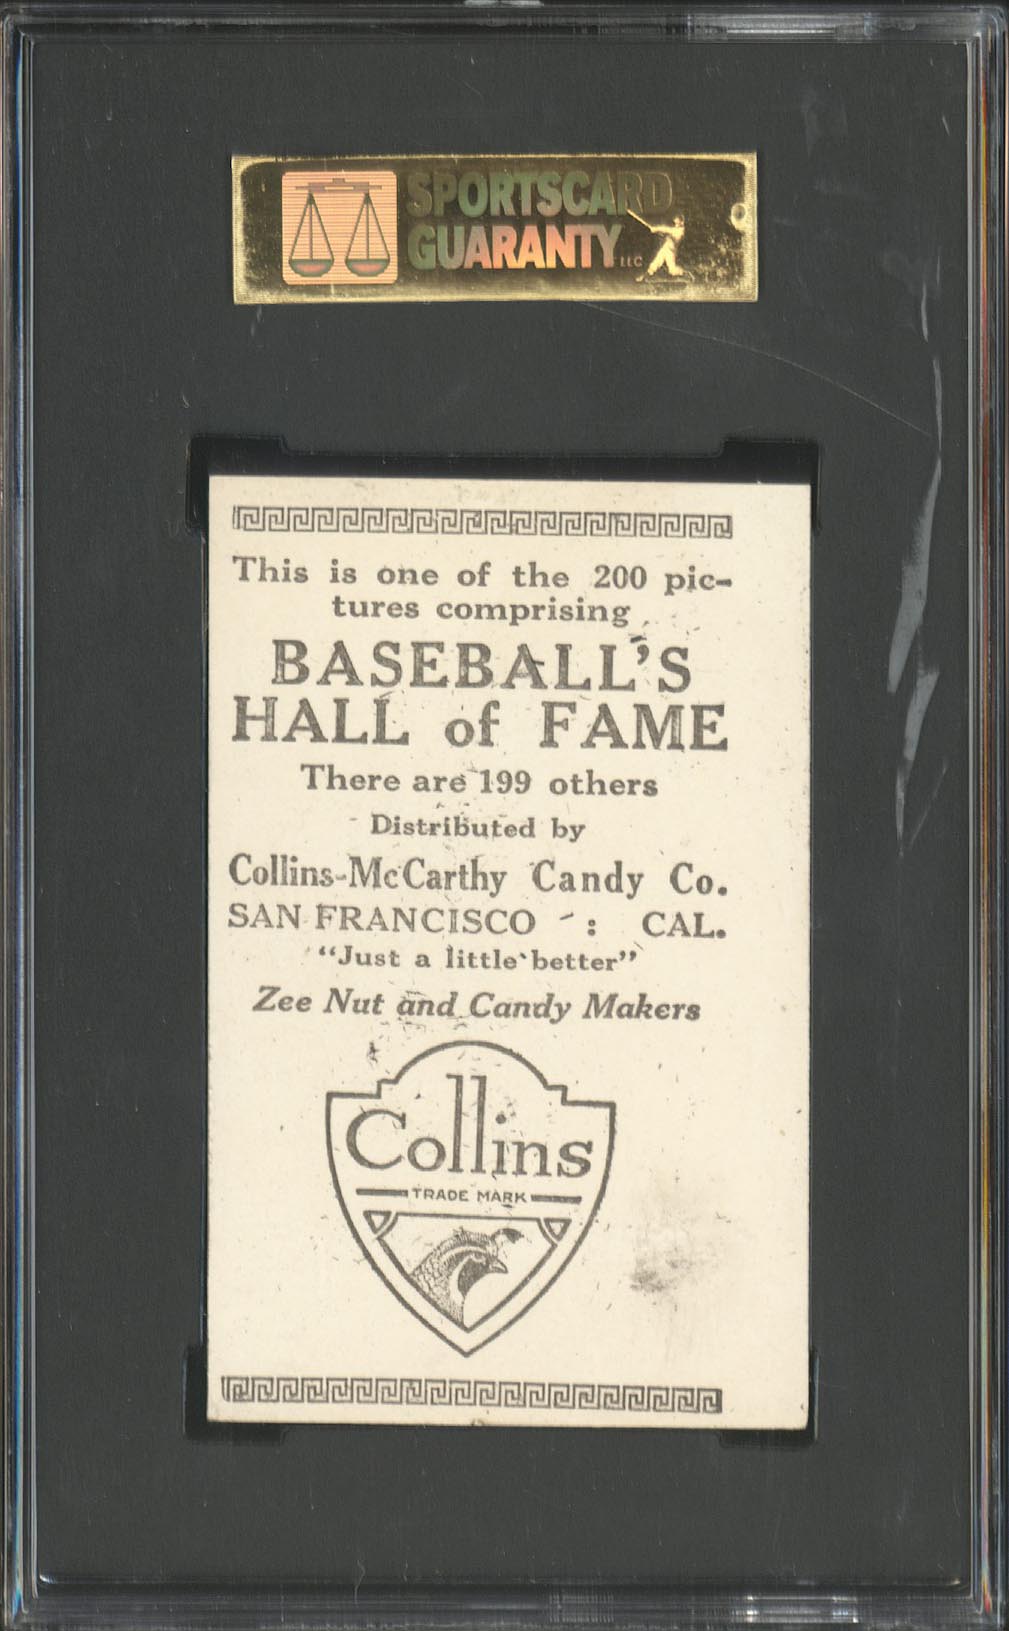 SPORTSCARD
GUARANTY LLC
This is one of the 200 pic-
tures comprising
BASEBALL'S
HALL of FAME
There are 199 others
Distributed by
Collins-McCarthy Candy Co.
SAN FRANCISCO - : CAL.
"Just a little better"
Zee Nut and Candy Makers
Collins
TRADE MARK